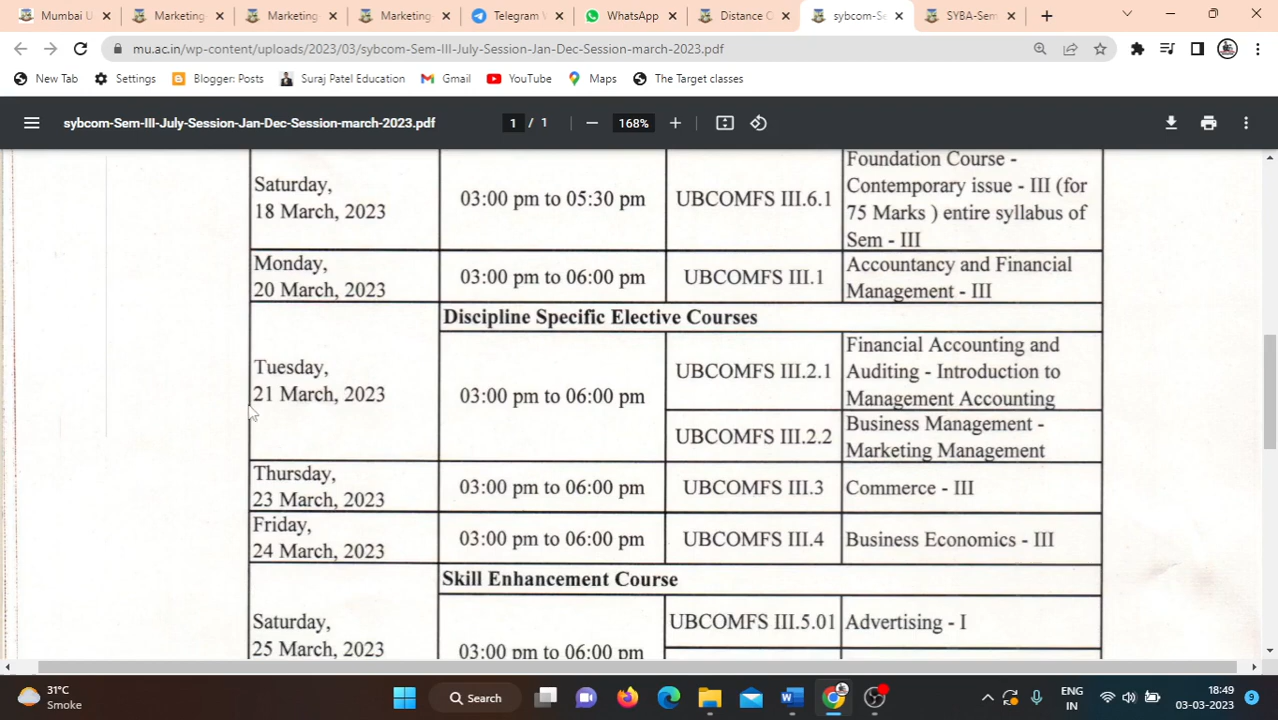 Mumbai U
Marketing
Marketing
Marketing
Telegram
WhatsApp
Distance
sybcom-Se
SYBA-Sem
mu.ac.in/wp-content/uploads/2023/03/sybcom-Sem-III-July-Session-Jan-Dec-Session-march-2023.pdf
New Tab
Settings
Blogger: Posts
Suraj Patel Education
Gmail
YouTube
Maps
The Target classes
sybcom-Sem-III-July-Session-Jan-Dec-Session-march-2023.pdf
1 / 1
168%
Saturday,
18 March, 2023
03:00 pm to 05:30 pm
UBCOMFS III.6.1
Foundation Course -
Contemporary issue - III (for
75 Marks ) entire syllabus of
Sem - III
Monday,
20 March, 2023
03:00 pm to 06:00 pm
UBCOMFS III.1
Accountancy and Financial
Management - III
Tuesday,
21 March, 2023
Discipline Specific Elective Courses
03:00 pm to 06:00 pm
UBCOMFS III.2.1
Financial Accounting and
Auditing - Introduction to
Management Accounting
UBCOMFS III.2.2
Business Management -
Marketing Management
Thursday,
23 March, 2023
03:00 pm to 06:00 pm
UBCOMFS III.3
Commerce - III
Friday,
24 March, 2023
03:00 pm to 06:00 pm
UBCOMFS III.4
Business Economics - III
Saturday,
25 March, 2023
Skill Enhancement Course
03:00 pm to 06:00 pm
UBCOMFS III.5.01
Advertising - I
31°C
Smoke
Search
ENG
IN
18:49
03-03-2023
9